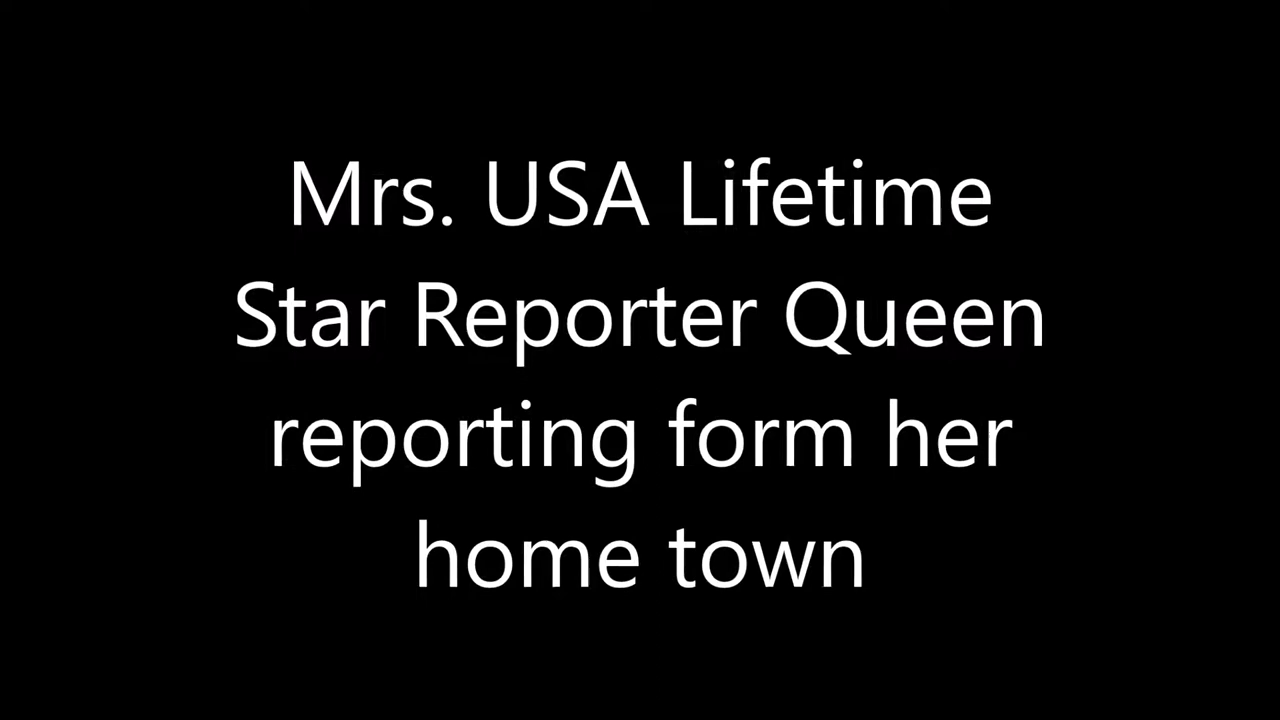 Mrs. USA Lifetime
Star Reporter Queen
reporting form her
home town